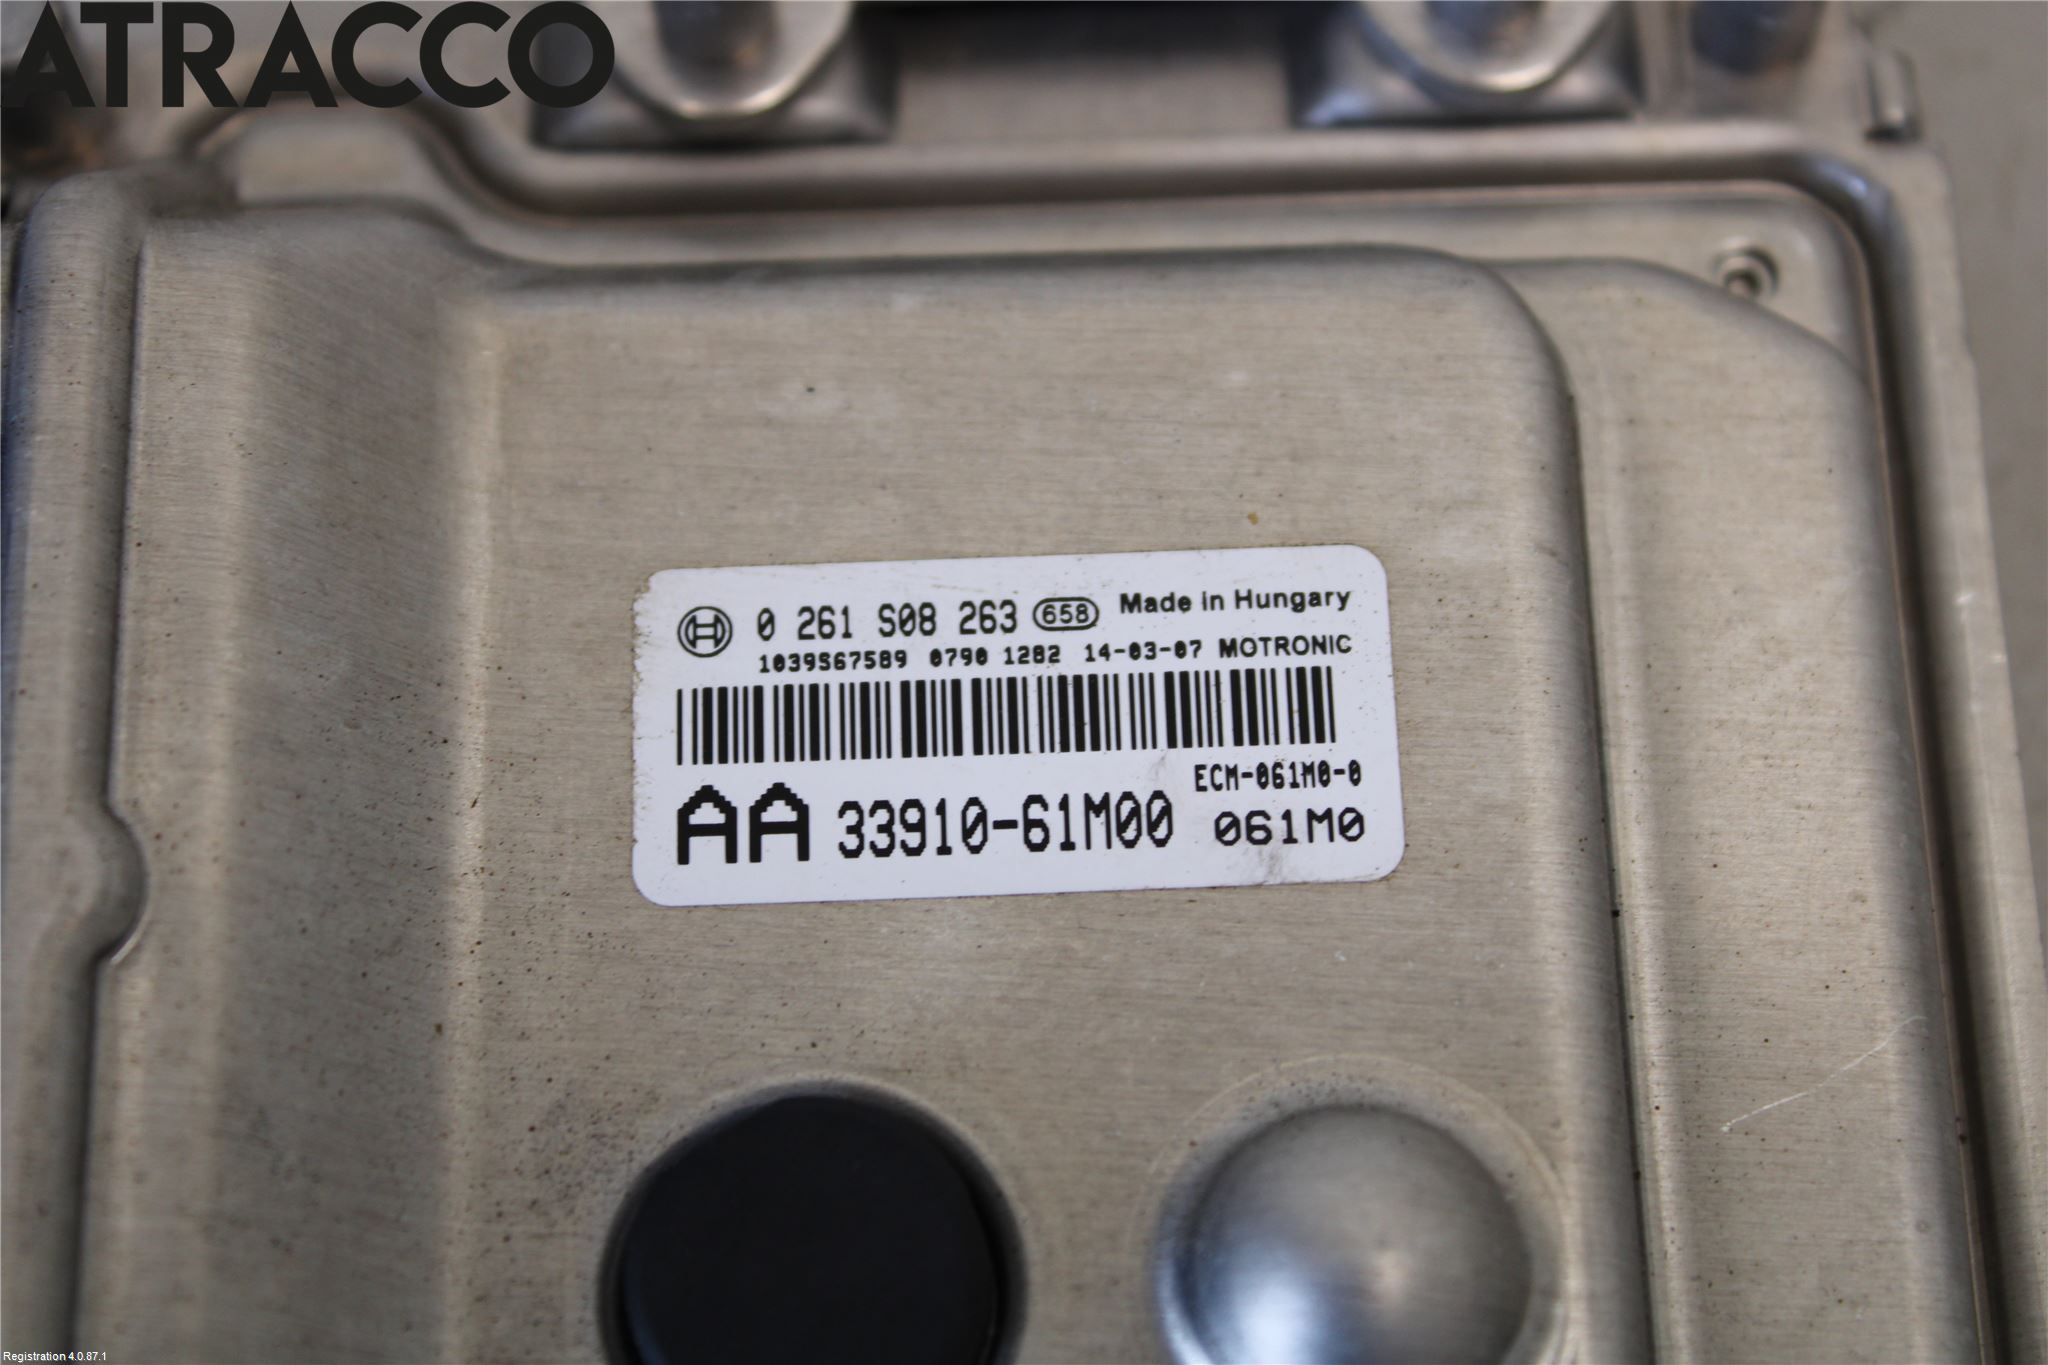 ATRACCO
0 261 S08 263 658 Made in Hungary
1039S67589 0790 1282 14-03-07 MOTRONIC
ECM-061M0-0
AA 33910-61M00 061M0
Registration 4.0.87.1